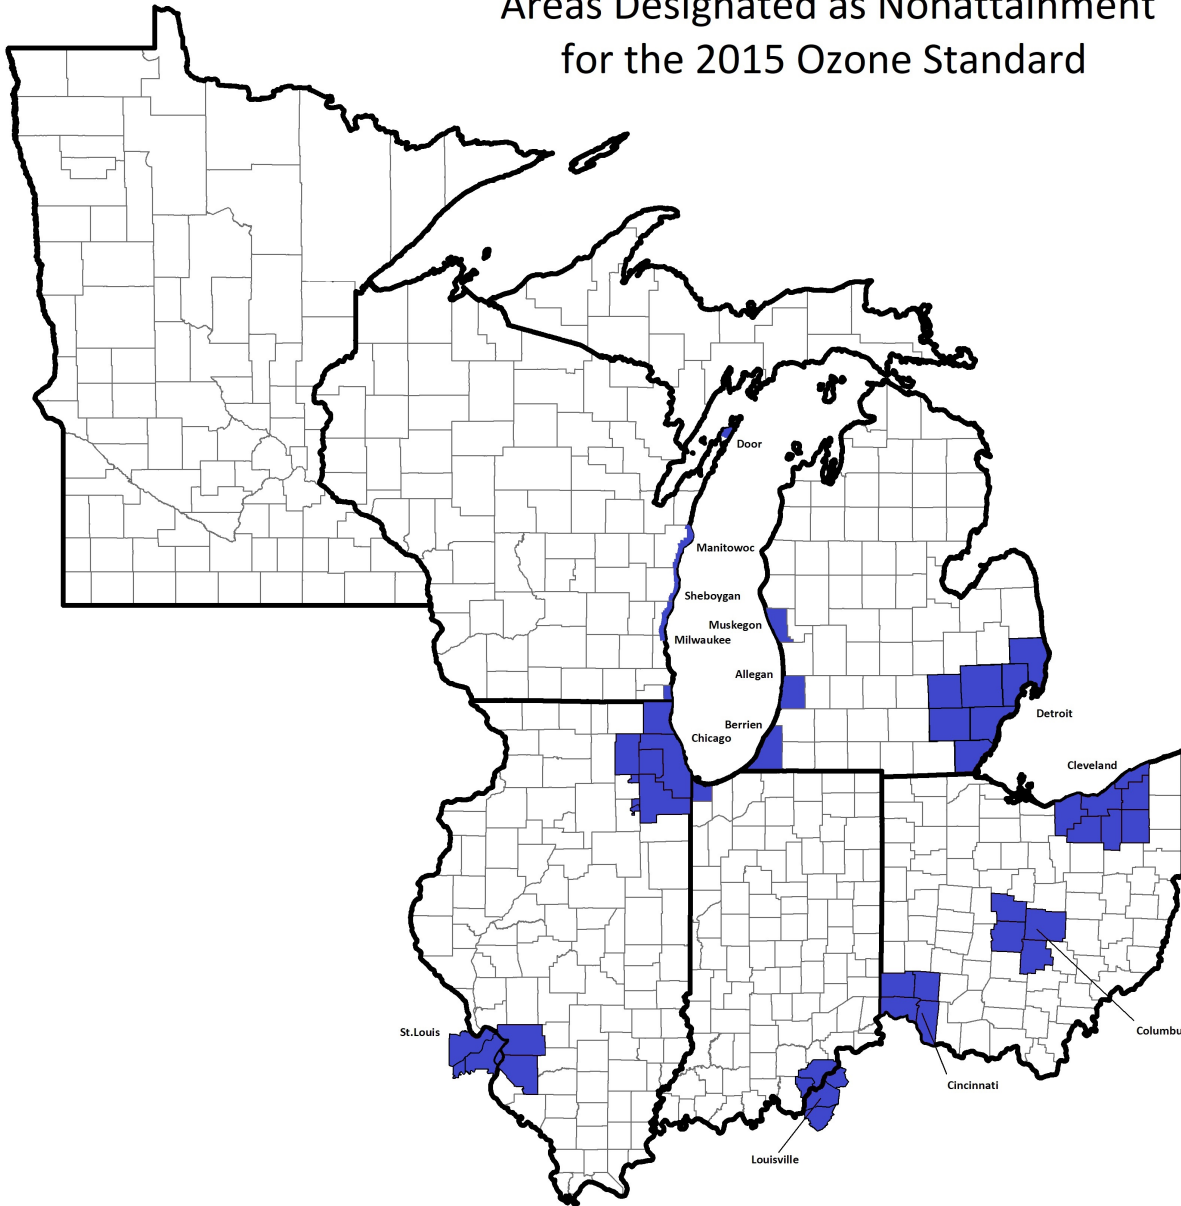 Areas Designated as Nonattainment
for the 2015 Ozone Standard
Door
Manitowoc
Sheboygan
Muskegon
Milwaukee
Allegan
Detroit
Berrien
Chicago
Cleveland
St.Louis
Columbu
Cincinnati
Louisville